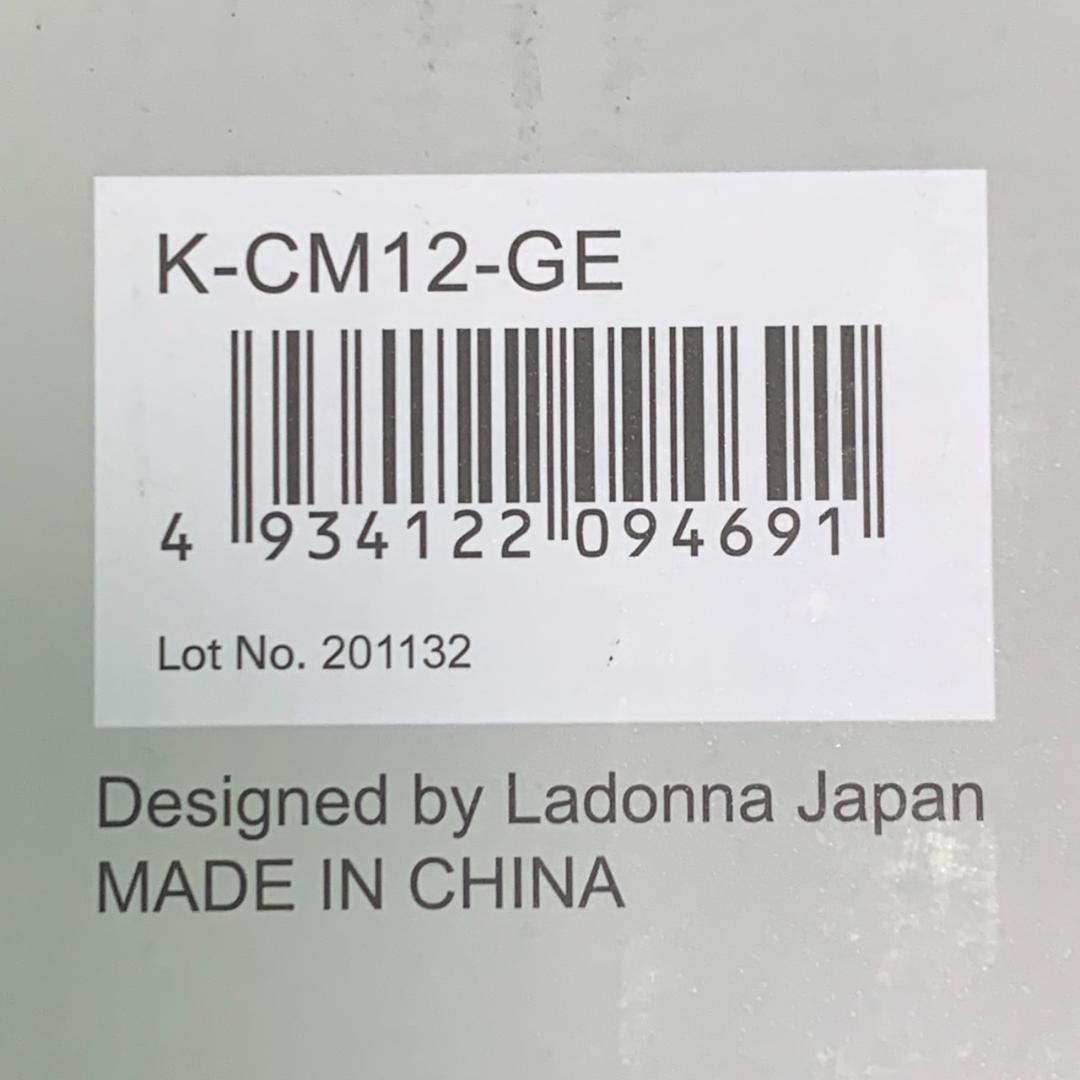 K-CM12-GE
4 934122 094691
Lot No. 201132
Designed by Ladonna Japan
MADE IN CHINA